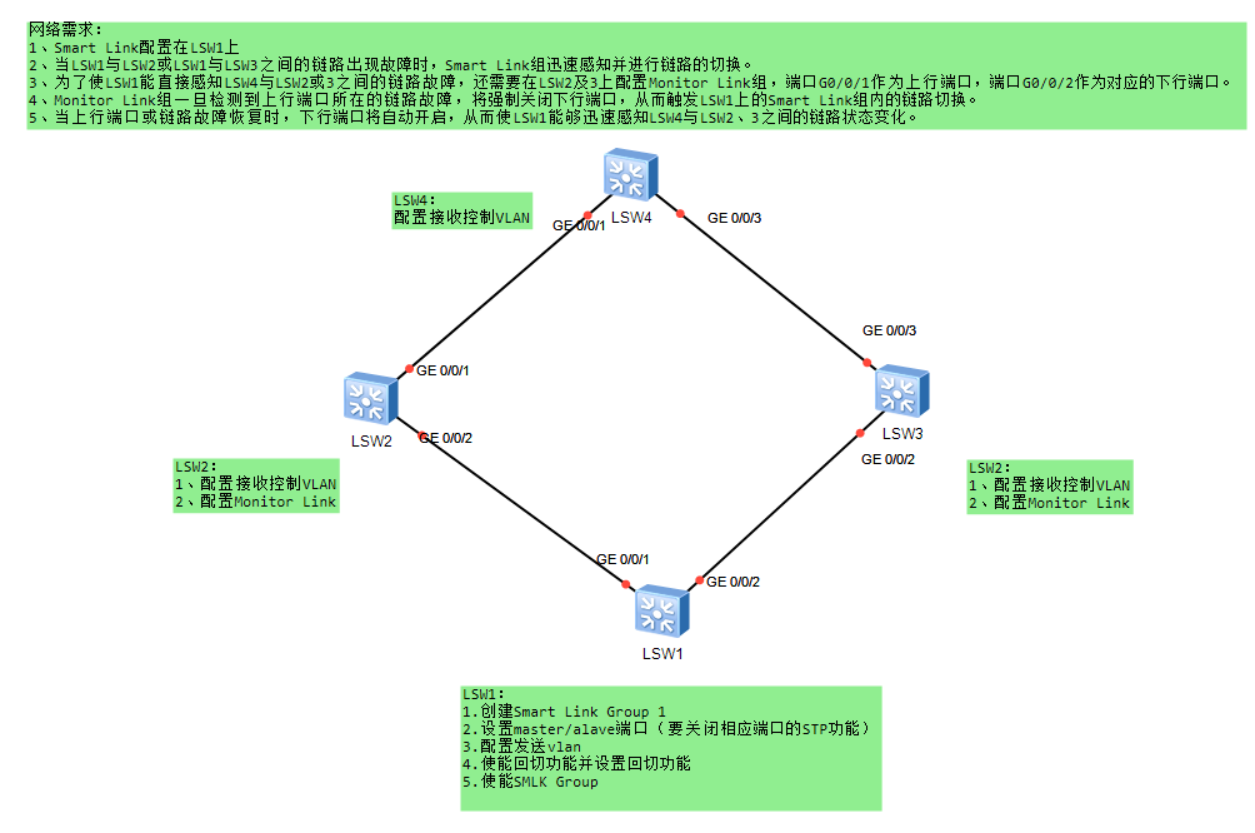 网络需求：
1、Smart Link配置在LSW1上
2、当LSW1与LSW2或LSW1与LSW3之间的链路出现故障时，Smart Link组迅速感知并进行链路的切换。
3、为了使LSW1能直接感知LSW4与LSW2或3之间的链路故障，还需要在LSW2及3上配置Monitor Link组，端口G0/0/1作为上行端口，端口G0/0/2作为对应的下行端口。
4、Monitor Link组一旦检测到上行端口所在的链路故障，将强制关闭下行端口，从而触发LSW1上的Smart Link组内的链路切换。
5、当上行端口或链路故障恢复时，下行端口将自动开启，从而使LSW1能够迅速感知LSW4与LSW2、3之间的链路状态变化。
LSW4：
配置接收控制VLAN
GE 0/0/1
LSW4
GE 0/0/3
GE 0/0/3
GE 0/0/1
LSW2
GE 0/0/2
LSW3
GE 0/0/2
LSW2：
1、配置接收控制VLAN
2、配置Monitor Link
LSW2：
1、配置接收控制VLAN
2、配置Monitor Link
GE 0/0/1
GE 0/0/2
LSW1
LSW1：
1.创建Smart Link Group 1
2.设置master/alave端口（要关闭相应端口的STP功能）
3.配置发送vlan
4.使能回切功能并设置回切功能
5.使能SMLK Group